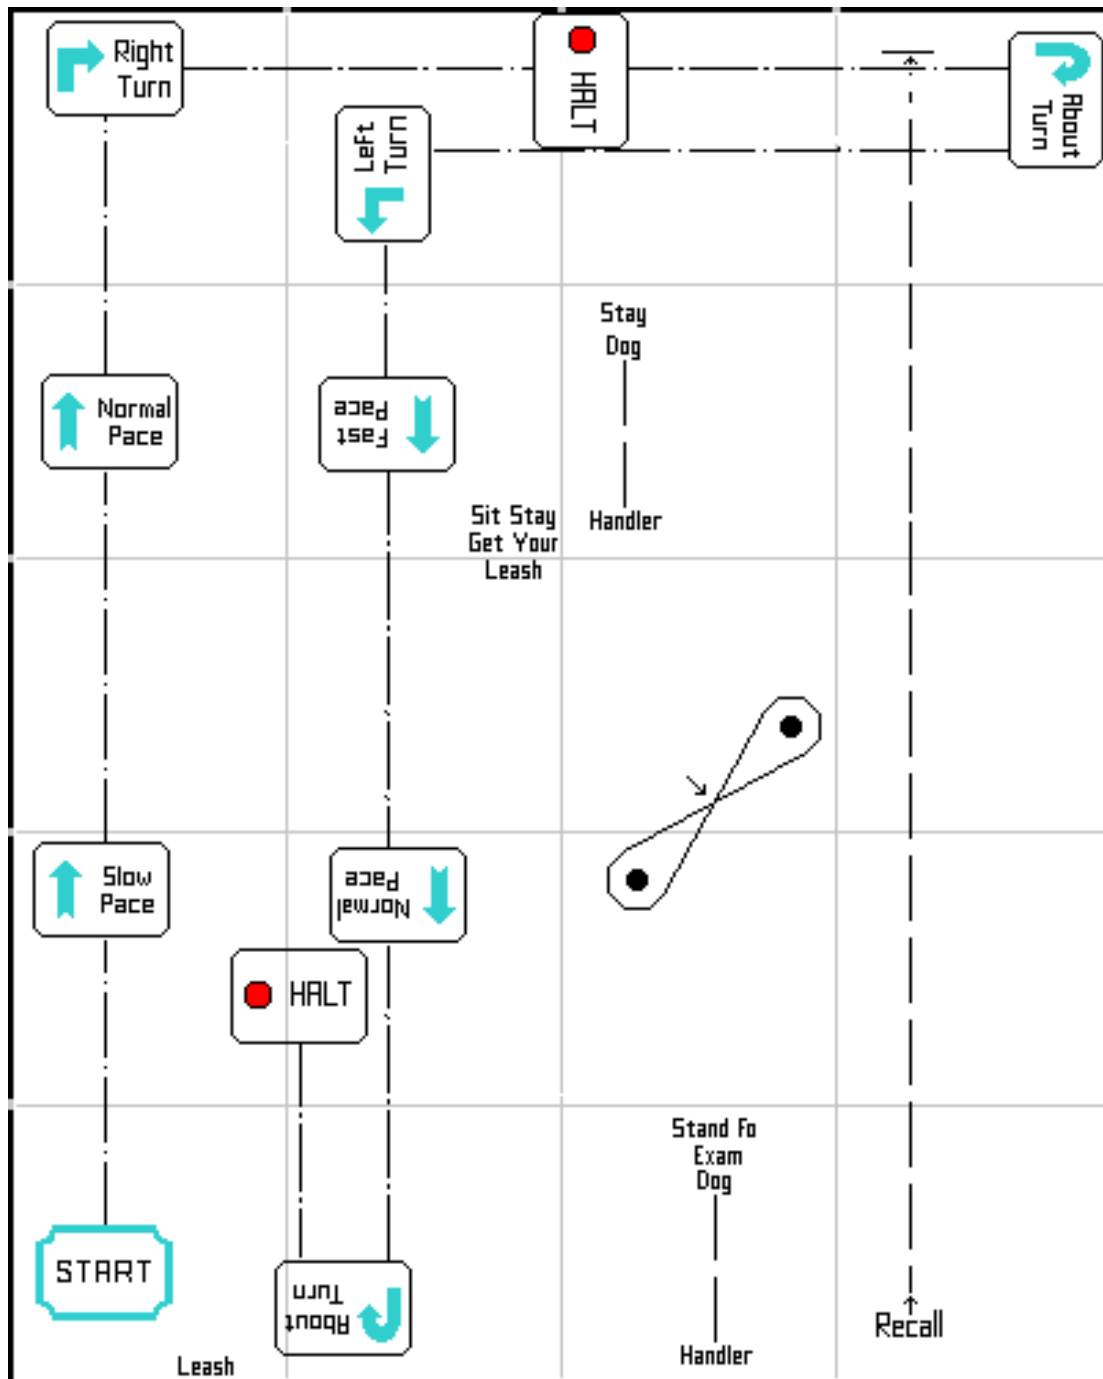 Right
Turn
HALT
About
Turn
Left
Turn
Stay
Dog
Normal
Pace
Fast
Pace
Sit Stay
Get Your
Leash
Handler
Slow
Pace
Normal
Pace
HALT
Stand Fo
Exam
Dog
START
About
Turn
Recall
Handler
Leash